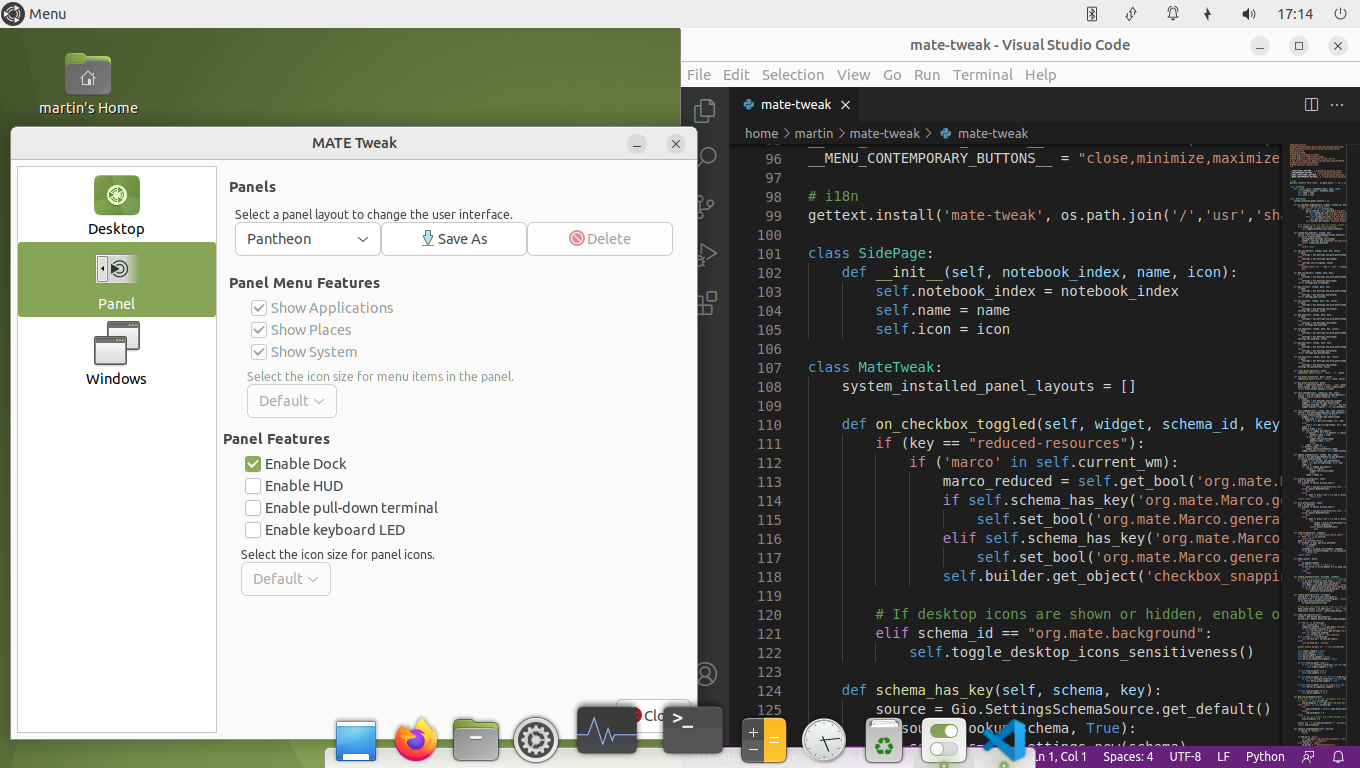 Menu
17:14
martin's Home
MATE Tweak
Desktop
Panel
Windows
Panels
Select a panel layout to change the user interface.
Pantheon
Save As
Delete
Panel Menu Features
Show Applications
Show Places
Show System
Select the icon size for menu items in the panel.
Default
Panel Features
Enable Dock
Enable HUD
Enable pull-down terminal
Enable keyboard LED
Select the icon size for panel icons.
Default
Clo
mate-tweak - Visual Studio Code
File Edit Selection View Go Run Terminal Help
mate-tweak
home > martin > mate-tweak > mate-tweak
96 __MENU_CONTEMPORARY_BUTTONS__ = "close,minimize,maximize
97
98 # i18n
99 gettext.install('mate-tweak', os.path.join('/','usr','sha
100
101 class SidePage:
102 def __init__(self, notebook_index, name, icon):
103 self.notebook_index = notebook_index
104 self.name = name
105 self.icon = icon
106
107 class MateTweak:
108 system_installed_panel_layouts = []
109
110 def on_checkbox_toggled(self, widget, schema_id, key
111 if (key == "reduced-resources"):
112 if ('marco' in self.current_wm):
113 marco_reduced = self.get_bool('org.mate.
114 if self.schema_has_key('org.mate.Marco.ge
115 self.set_bool('org.mate.Marco.genera
116 elif self.schema_has_key('org.mate.Marco
117 self.set_bool('org.mate.Marco.genera
118 self.builder.get_object('checkbox_snappin
119
120 # If desktop icons are shown or hidden, enable o
121 elif schema_id == "org.mate.background":
122 self.toggle_desktop_icons_sensitiveness()
123
124 def schema_has_key(self, schema, key):
125 source = Gio.SettingsSchemaSource.get_default()
schema, True):
Ln 1, Col 1 Spaces: 4 UTF-8 LF Python